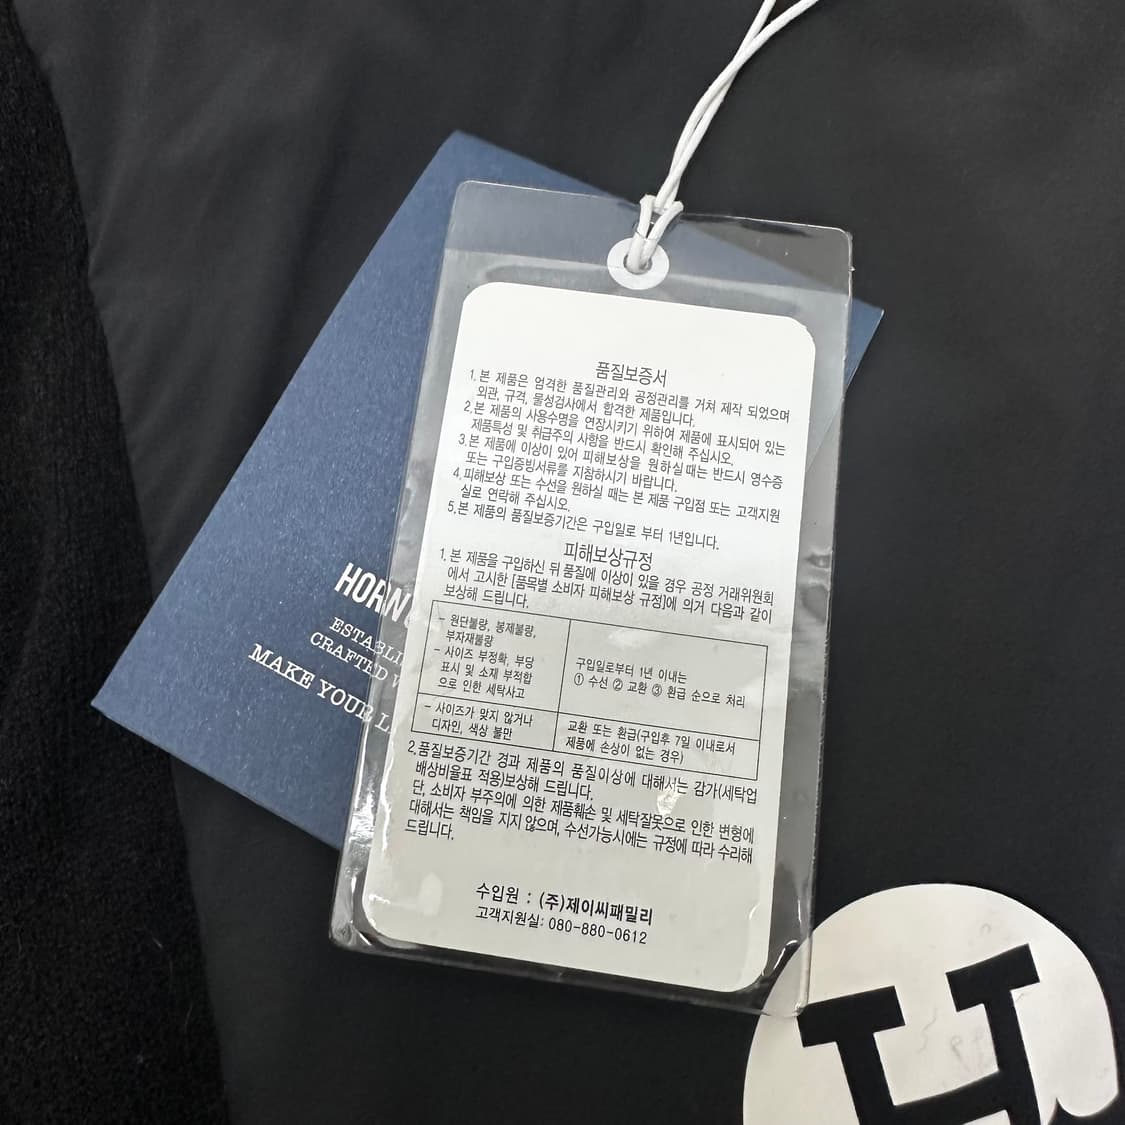 품질보증서
1.본 제품은 엄격한 품질관리와 공정관리를 거쳐 제작 되었으며
외관, 규격, 물성검사에서 합격한 제품입니다.
2.본 제품의 사용수명을 연장시키기 위하여 제품에 표시되어 있는
제품특성 및 취급주의 사항을 반드시 확인해 주십시오.
3.본 제품에 이상이 있어 피해보상을 원하실때는 반드시 영수증
또는 구입증빙서류를 지참하시기 바랍니다.
4.피해보상 또는 수선을 원하실 때는 본 제품 구입점 또는 고객지원
실로 연락해 주십시오.
5.본 제품의 품질보증기간은 구입일로 부터 1년입니다.
피해보상규정
1. 본 제품을 구입하신 뒤 품질에 이상이 있을 경우 공정 거래위원회
에서 고시한 [품목별 소비자 피해보상 규정]에 의거 다음과 같이
보상해 드립니다.
- 원단불량, 봉제불량,
부자재불량
- 사이즈 부정확, 부당
표시 및 소재 부적합
으로 인한 세탁사고
구입일로부터 1년 이내는
① 수선 ② 교환 ③ 환급 순으로 처리
- 사이즈가 맞지 않거나
디자인, 색상 불만
교환 또는 환급(구입후 7일 이내로서
제품에 손상이 없는 경우)
2.품질보증기간 경과 제품의 품질이상에 대해서는 감가(세탁업
배상비율표 적용)보상해 드립니다.
단, 소비자 부주의에 의한 제품훼손 및 세탁잘못으로 인한 변형에
대해서는 책임을 지지 않으며, 수선가능시에는 규정에 따라 수리해
드립니다.
수입원 : (주)제이씨패밀리
고객지원실: 080-880-0612
HORN
ESTABLI
CRAFTED W
MAKE YOUR L
H